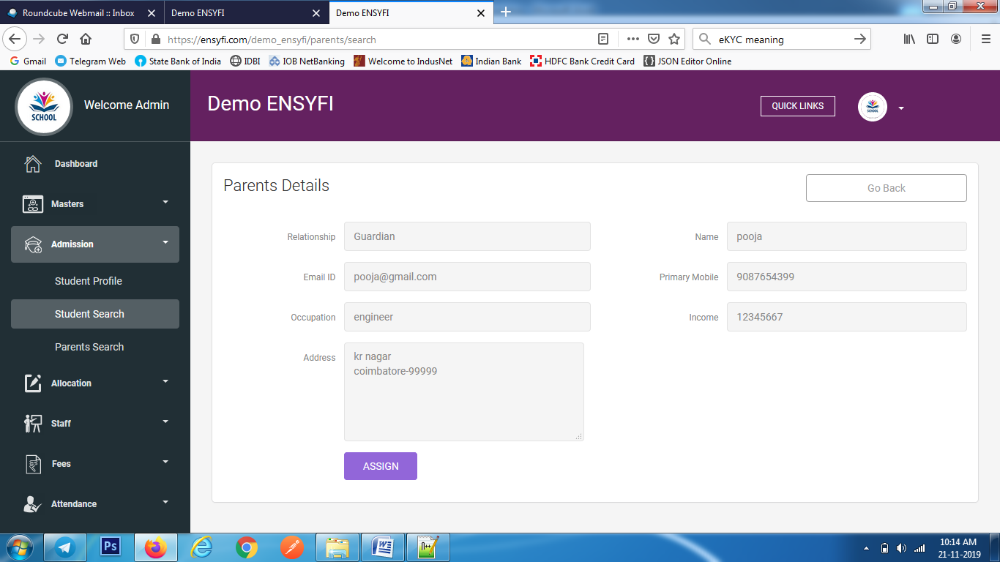 Roundcube Webmail :: Inbox
Demo ENSYFI
Demo ENSYFI
https://ensyfi.com/demo_ensyfi/parents/search
eKYC meaning
Gmail
Telegram Web
State Bank of India
IDBI
IOB NetBanking
Welcome to IndusNet
Indian Bank
HDFC Bank Credit Card
JSON Editor Online
SCHOOL
Welcome Admin
Demo ENSYFI
QUICK LINKS
SCHOOL
Dashboard
Masters
Admission
Student Profile
Student Search
Parents Search
Allocation
Staff
Fees
Attendance
Parents Details
Go Back
Relationship
Guardian
Name
pooja
Email ID
pooja@gmail.com
Primary Mobile
9087654399
Occupation
engineer
Income
12345667
Address
kr nagar
coimbatore-99999
ASSIGN
Ps
10:14 AM
21-11-2019